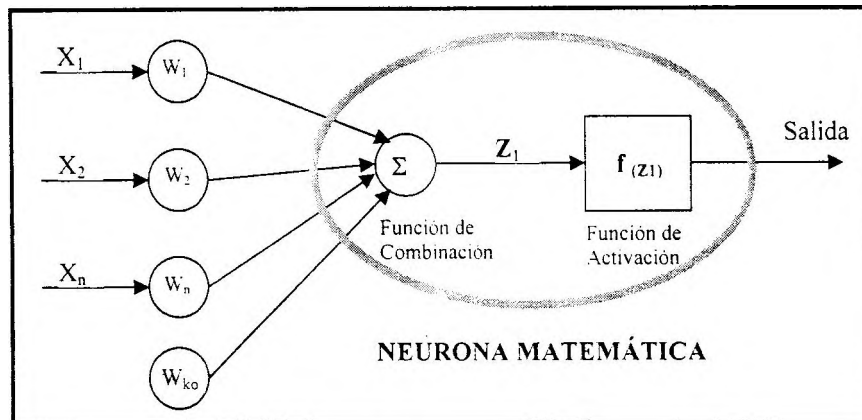 X1
W1
X2
W2
Xn
Wn
Wko
Σ
Función de
Combinación
Z1
f (z1)
Función de
Activación
Salida
NEURONA MATEMÁTICA